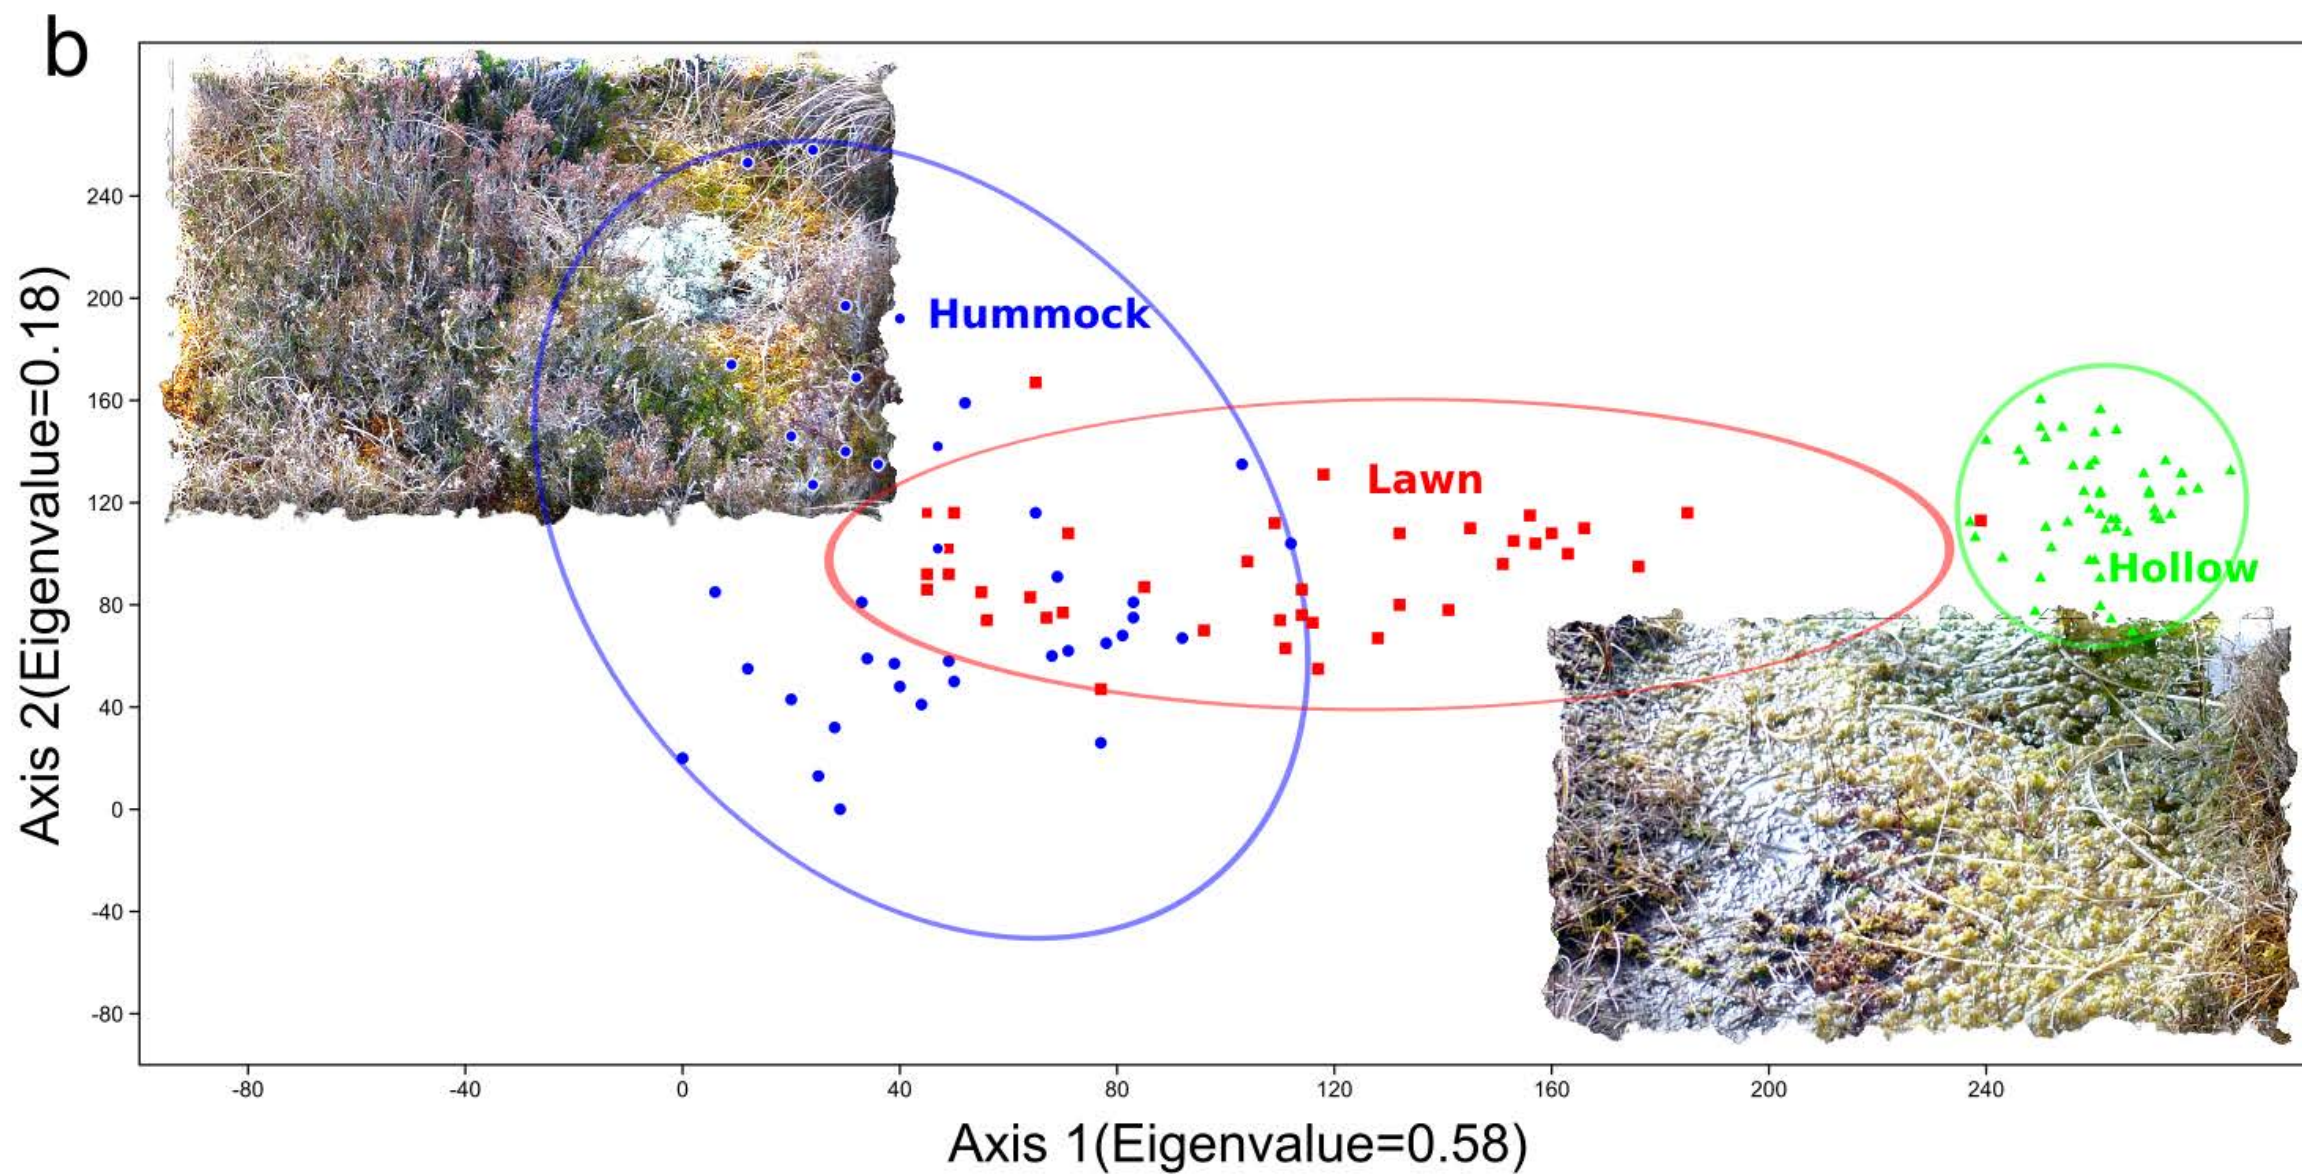 b
240
200
160
120
80
40
0
-40
-80
Axis 2(Eigenvalue=0.18)
Hummock
Lawn
Hollow
-80 -40 0 40 80 120 160 200 240
Axis 1(Eigenvalue=0.58)